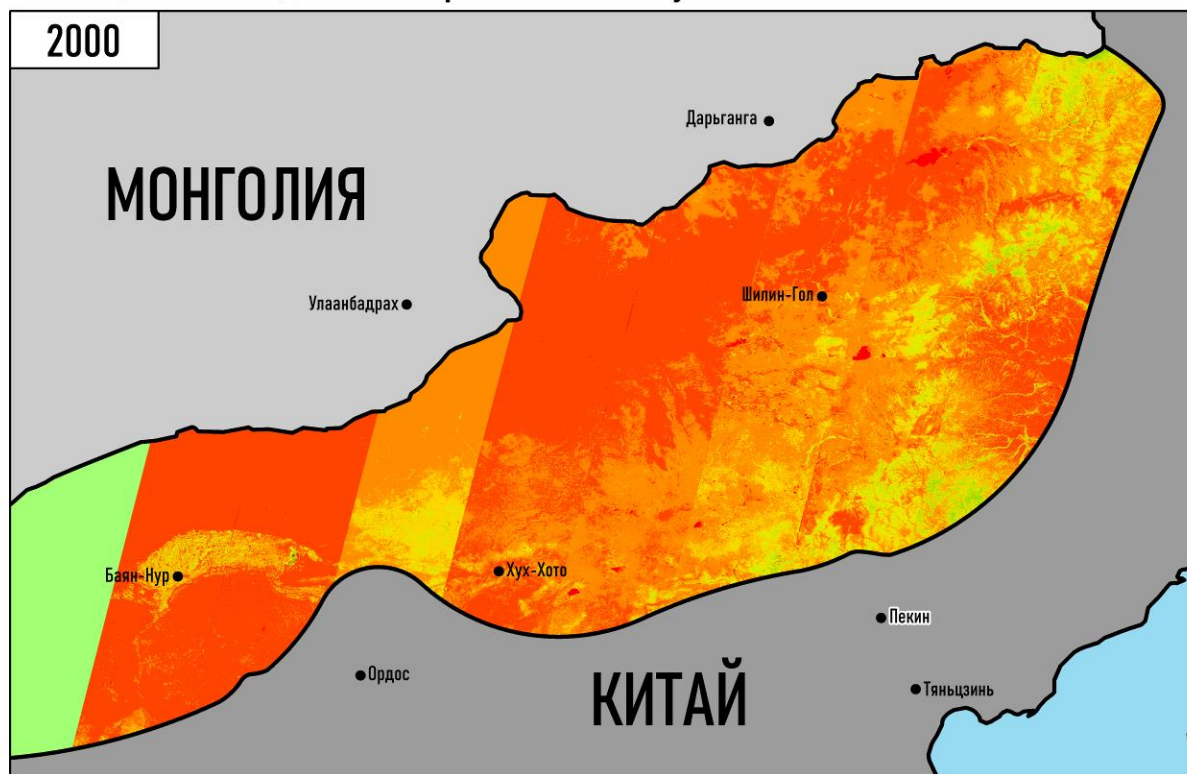 2000
Дарьганга
МОНГОЛИЯ
Шилин-Гол
Улаанбадрах
Баян-Нур
Хух-Хото
Пекин
Ордос
КИТАЙ
Тяньцзинь